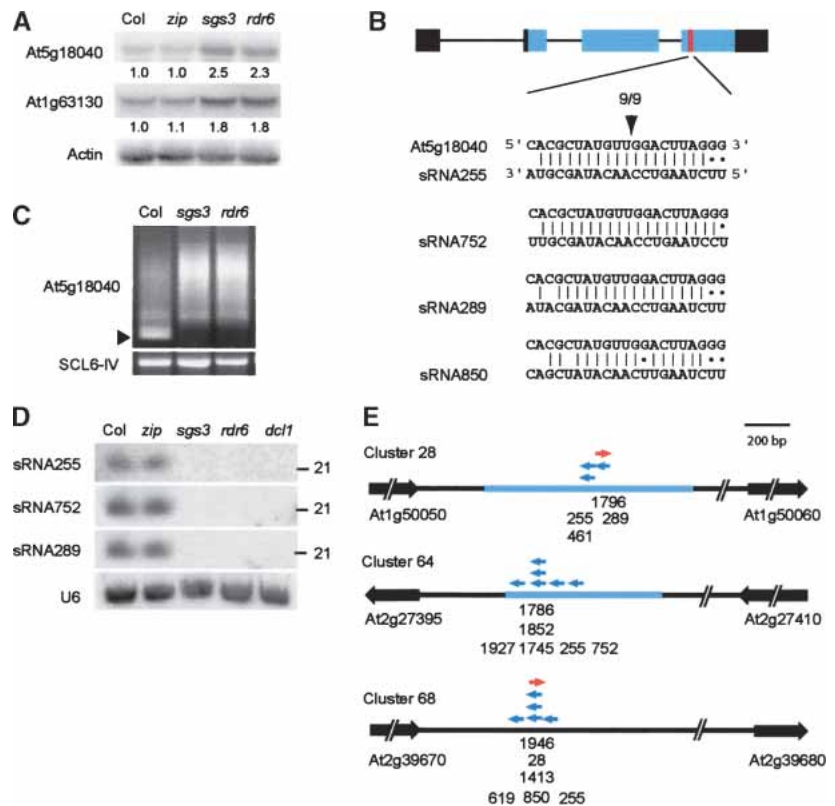 A
Col zip sgs3 rdr6
At5g18040
1.0 1.0 2.5 2.3
At1g63130
1.0 1.1 1.8 1.8
Actin
B
9/9
At5g18040 5' CACGCUAUGUUGGACUUAGGG 3'
sRNA255 3' AUGCGAUACAACCUGAAUCUU 5'
CACGCUAUGUUGGACUUAGGG
sRNA752 UUGCGAUACAACCUGAAUCCU
CACGCUAUGUUGGACUUAGGG
sRNA289 AUACGAUACAACCUGAAUCUU
CACGCUAUGUUGGACUUAGGG
sRNA850 CAGCUAUACAACUUGAAUCUU
C
Col sgs3 rdr6
At5g18040
SCL6-IV
D
Col zip sgs3 rdr6 dcl1
sRNA255 21
sRNA752 21
sRNA289 21
U6
E
200 bp
Cluster 28
1796
At1g50050 At1g50060
255 289
461
Cluster 64
1786
At2g27395 At2g27410
1852
1927 1745 255 752
Cluster 68
1946
At2g39670 At2g39680
28
1413
619 850 255